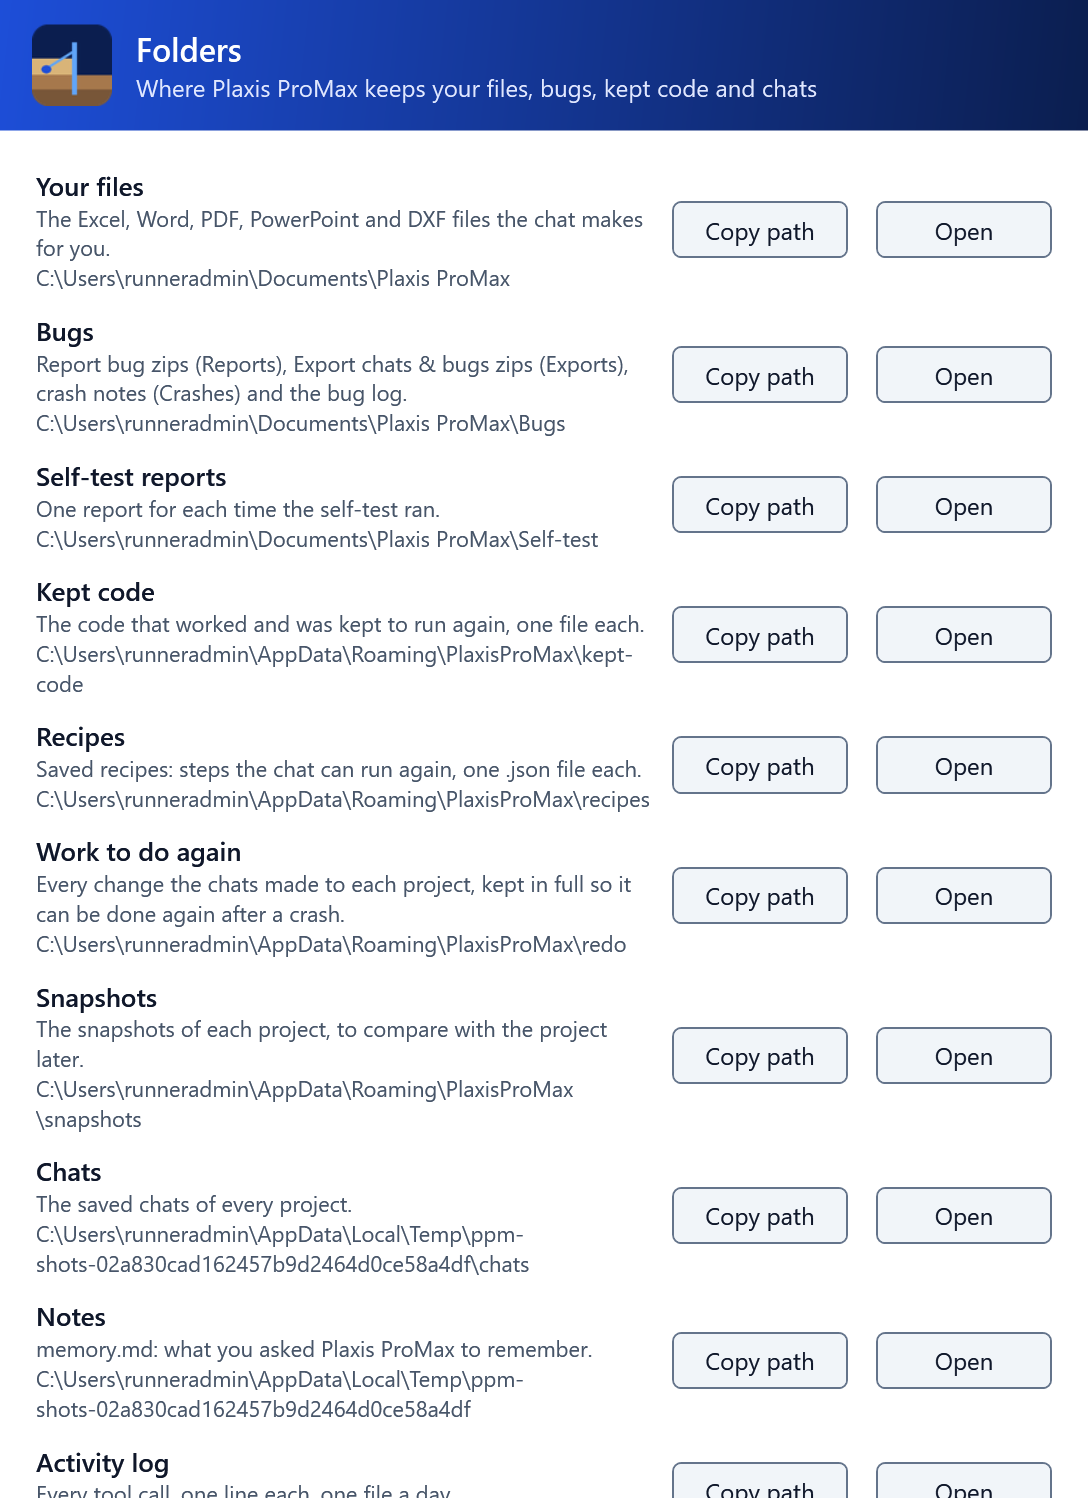 Folders
Where Plaxis ProMax keeps your files, bugs, kept code and chats
Your files
The Excel, Word, PDF, PowerPoint and DXF files the chat makes
for you.
C:\Users\runneradmin\Documents\Plaxis ProMax
Copy path
Open
Bugs
Report bug zips (Reports), Export chats & bugs zips (Exports),
crash notes (Crashes) and the bug log.
C:\Users\runneradmin\Documents\Plaxis ProMax\Bugs
Copy path
Open
Self-test reports
One report for each time the self-test ran.
C:\Users\runneradmin\Documents\Plaxis ProMax\Self-test
Copy path
Open
Kept code
The code that worked and was kept to run again, one file each.
C:\Users\runneradmin\AppData\Roaming\PlaxisProMax\kept-
code
Copy path
Open
Recipes
Saved recipes: steps the chat can run again, one .json file each.
C:\Users\runneradmin\AppData\Roaming\PlaxisProMax\recipes
Copy path
Open
Work to do again
Every change the chats made to each project, kept in full so it
can be done again after a crash.
C:\Users\runneradmin\AppData\Roaming\PlaxisProMax\redo
Copy path
Open
Snapshots
The snapshots of each project, to compare with the project
later.
C:\Users\runneradmin\AppData\Roaming\PlaxisProMax
\snapshots
Copy path
Open
Chats
The saved chats of every project.
C:\Users\runneradmin\AppData\Local\Temp\ppm-
shots-02a830cad162457b9d2464d0ce58a4df\chats
Copy path
Open
Notes
memory.md: what you asked Plaxis ProMax to remember.
C:\Users\runneradmin\AppData\Local\Temp\ppm-
shots-02a830cad162457b9d2464d0ce58a4df
Copy path
Open
Activity log
Every tool call, one line each, one file a day.
Copy path
Open